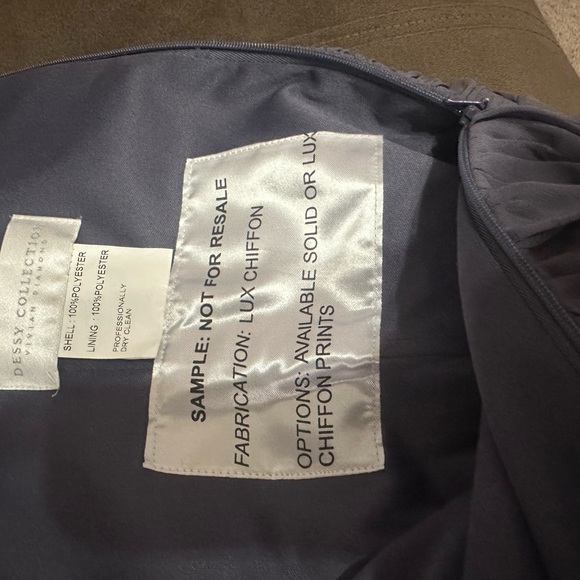 DESSY COLLECTION
VIVIAN DIAMOND
SHELL : 100%POLYESTER
LINING : 100%POLYESTER
PROFESSIONALLY
DRY CLEAN
SAMPLE: NOT FOR RESALE
FABRICATION: LUX CHIFFON
OPTIONS: AVAILABLE SOLID OR LUX
CHIFFON PRINTS